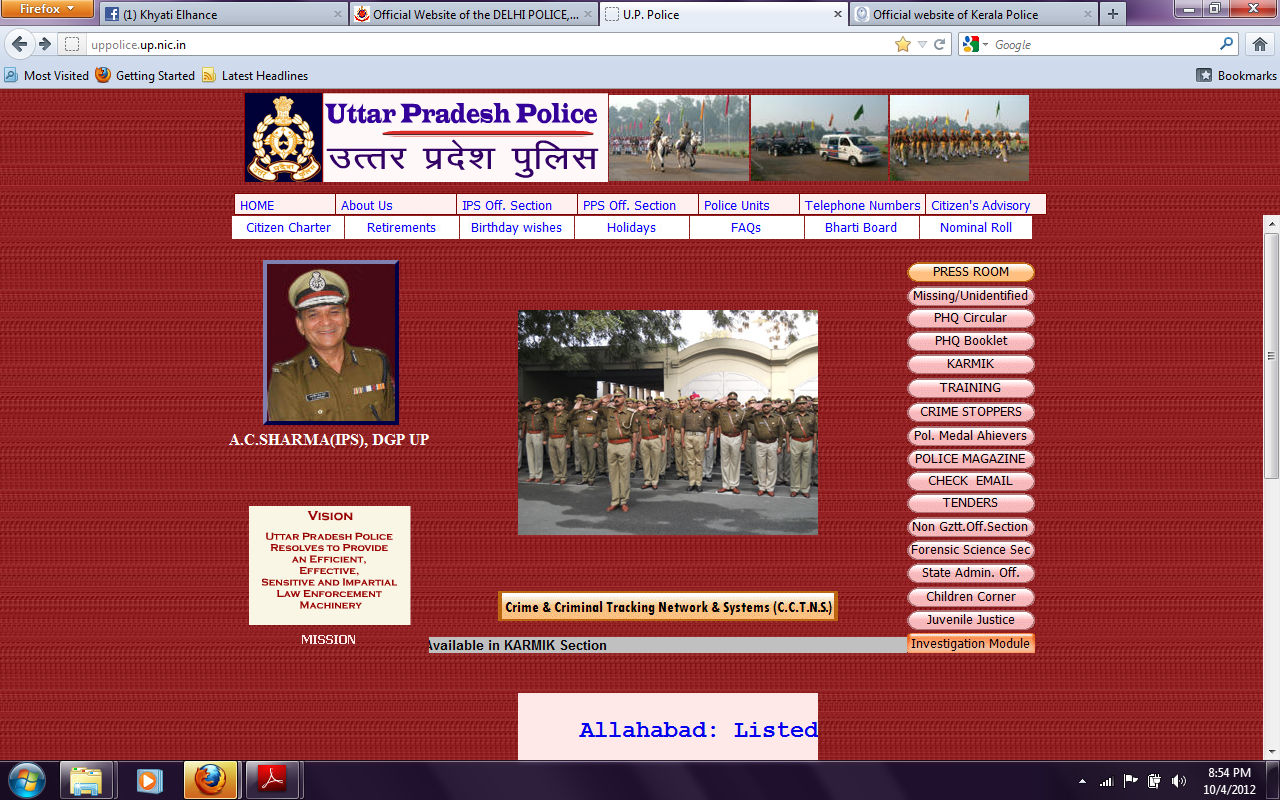 Firefox
(1) Khyati Elhance
Official Website of the DELHI POLICE,...
U.P. Police
Official website of Kerala Police
uppolice.up.nic.in
Google
Most Visited
Getting Started
Latest Headlines
Bookmarks
Uttar Pradesh Police
उत्तर प्रदेश पुलिस
HOME
About Us
IPS Off. Section
PPS Off. Section
Police Units
Telephone Numbers
Citizen's Advisory
Citizen Charter
Retirements
Birthday wishes
Holidays
FAQs
Bharti Board
Nominal Roll
A.C.SHARMA(IPS), DGP UP
Vision
Uttar Pradesh Police
Resolves to Provide
an Efficient,
Effective,
Sensitive and Impartial
Law Enforcement
Machinery
MISSION
Crime & Criminal Tracking Network & Systems (C.C.T.N.S.)
Available in KARMIK Section
Allahabad: Listed
PRESS ROOM
Missing/Unidentified
PHQ Circular
PHQ Booklet
KARMIK
TRAINING
CRIME STOPPERS
Pol. Medal Ahievers
POLICE MAGAZINE
CHECK EMAIL
TENDERS
Non Gztt.Off.Section
Forensic Science Sec
State Admin. Off.
Children Corner
Juvenile Justice
Investigation Module
8:54 PM
10/4/2012